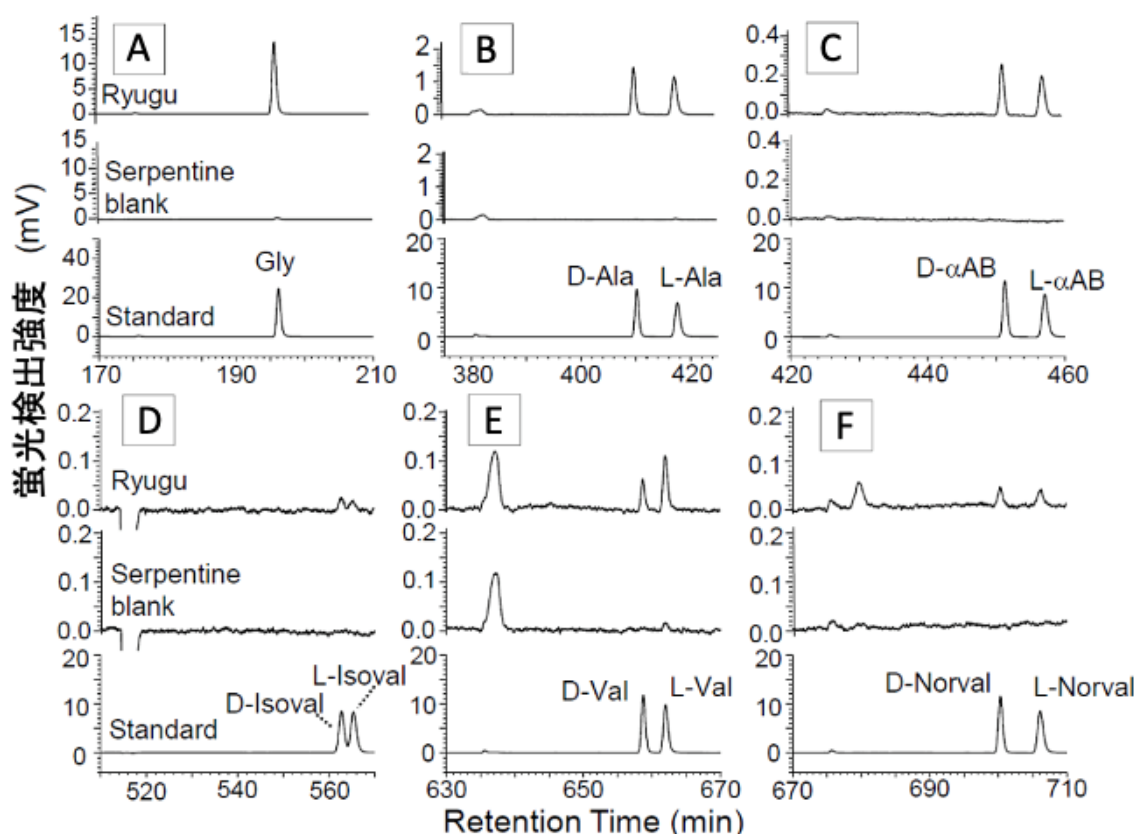 蛍光検出強度 (mV)
A
15
10
5
0
Ryugu
15
10
5
0
Serpentine
blank
40
20
0
Gly
Standard
170 190 210
B
2
1
0
2
1
0
20
10
0
D-Ala L-Ala
380 400 420
C
0.4
0.2
0.0
0.4
0.2
0.0
20
10
0
D-αAB L-αAB
420 440 460
D
0.2
0.1
0.0
Ryugu
0.1
0.0
Serpentine
blank
20
10
0
L-Isoval
D-Isoval
Standard
520 540 560
E
0.2
0.1
0.0
0.2
0.1
0.0
20
10
0
D-Val L-Val
630 650 670
F
0.2
0.1
0.0
0.2
0.1
0.0
20
10
0
D-Norval L-Norval
670 690 710
Retention Time (min)